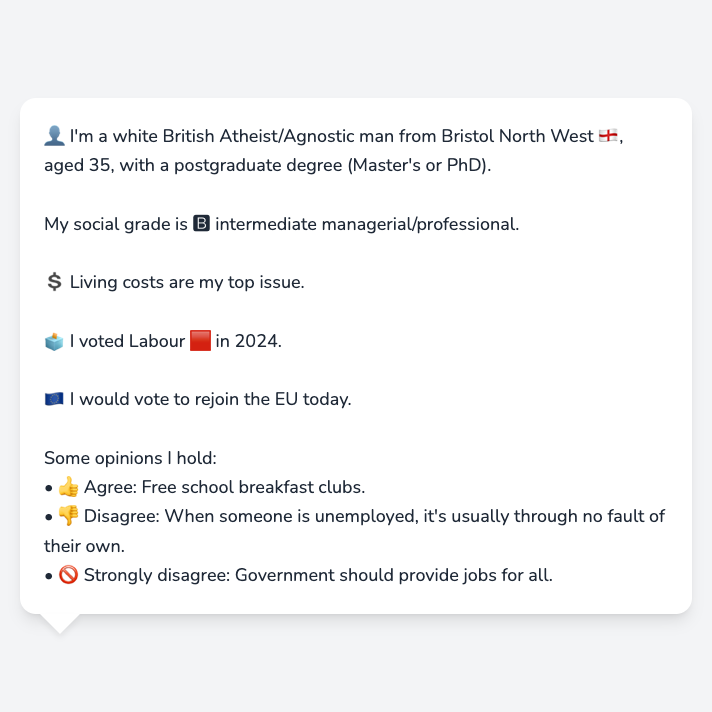 👤 I'm a white British Atheist/Agnostic man from Bristol North West 🏴󠁧󠁢󠁥󠁮󠁧󠁿,
aged 35, with a postgraduate degree (Master's or PhD).
My social grade is 🅱 intermediate managerial/professional.
💲 Living costs are my top issue.
🗳️ I voted Labour 🟥 in 2024.
🇪🇺 I would vote to rejoin the EU today.
Some opinions I hold:
• 👍 Agree: Free school breakfast clubs.
• 👎 Disagree: When someone is unemployed, it's usually through no fault of
their own.
• 🚫 Strongly disagree: Government should provide jobs for all.